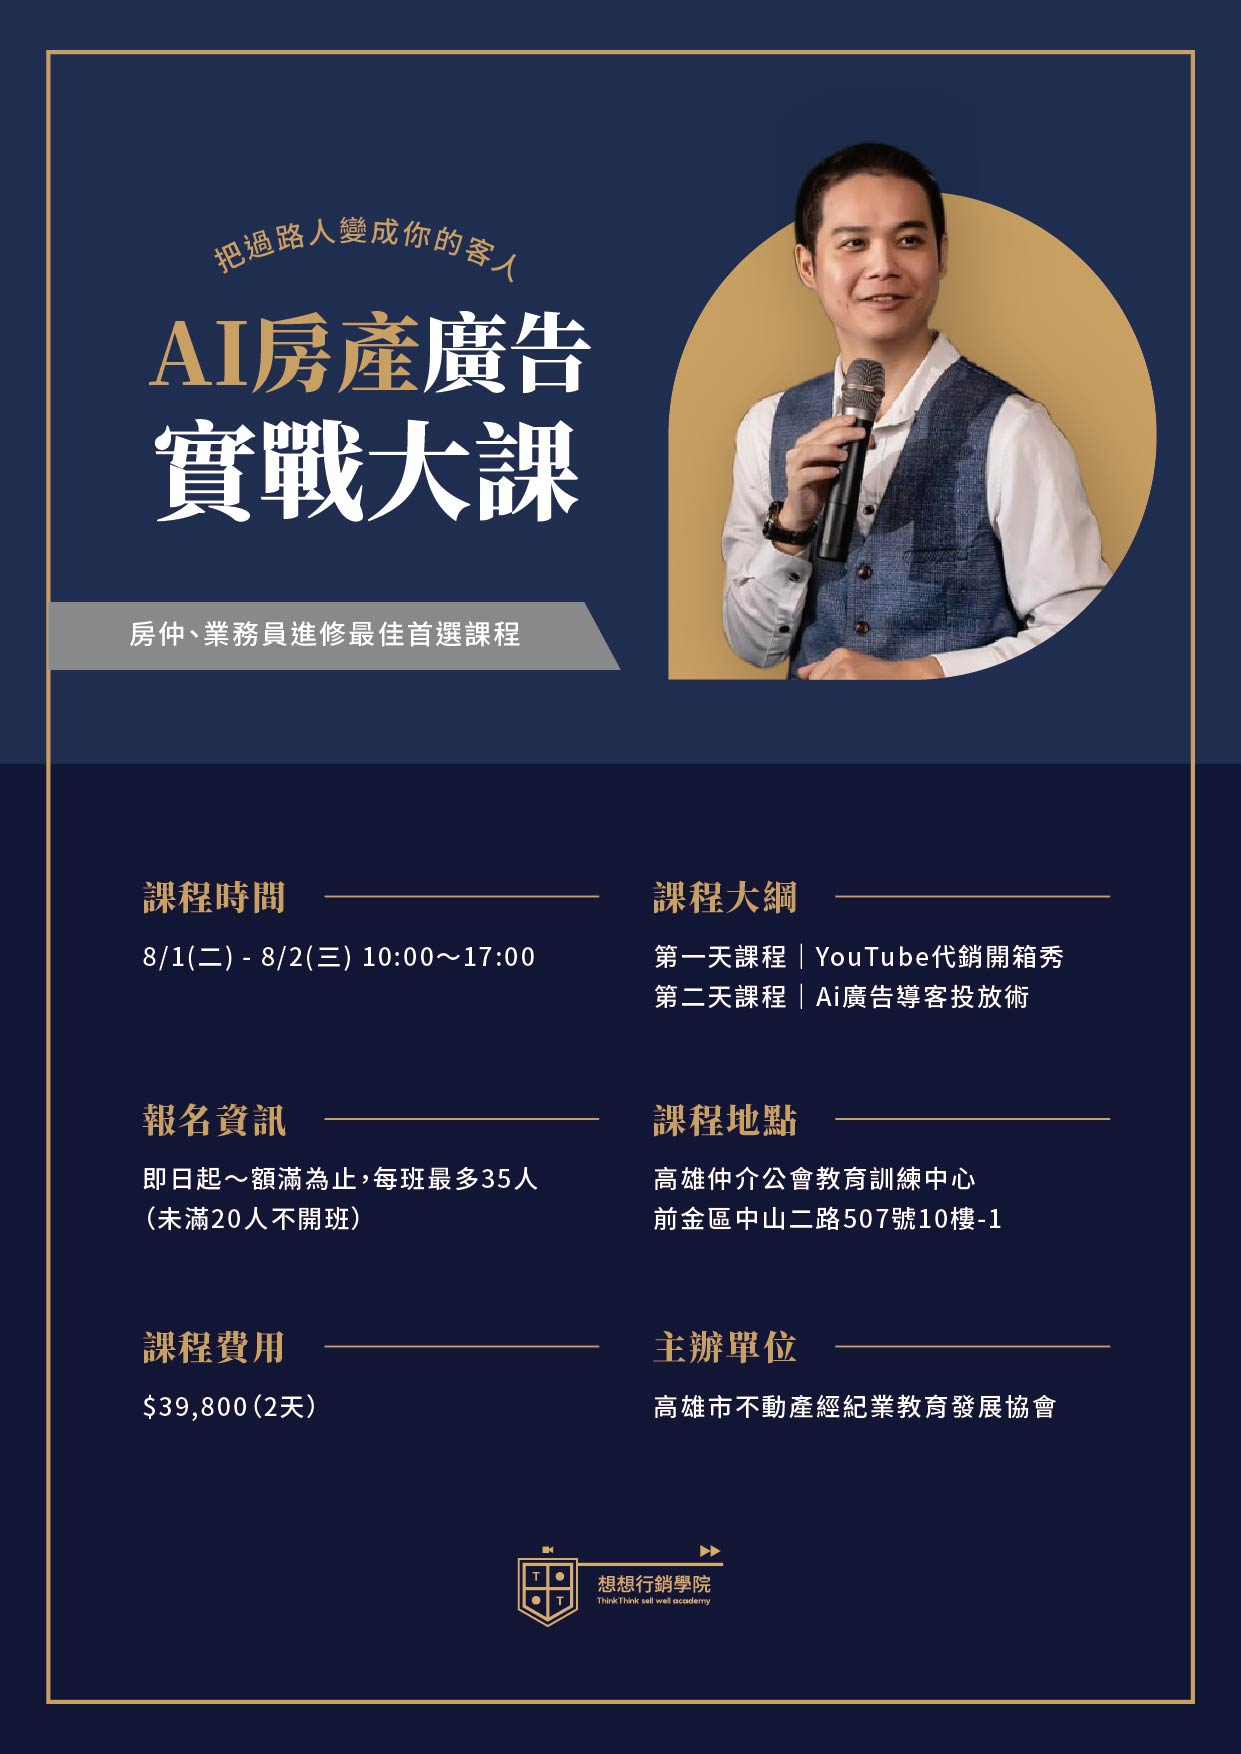 把過路人變成你的客人
AI房產廣告
實戰大課
房仲、業務員進修最佳首選課程
課程時間
8/1(二) - 8/2(三) 10:00～17:00
課程大綱
第一天課程｜YouTube代銷開箱秀
第二天課程｜Ai廣告導客投放術
報名資訊
即日起～額滿為止，每班最多35人
（未滿20人不開班）
課程地點
高雄仲介公會教育訓練中心
前金區中山二路507號10樓-1
課程費用
$39,800（2天）
主辦單位
高雄市不動產經紀業教育發展協會
T
T
想想行銷學院
ThinkThink sell well academy